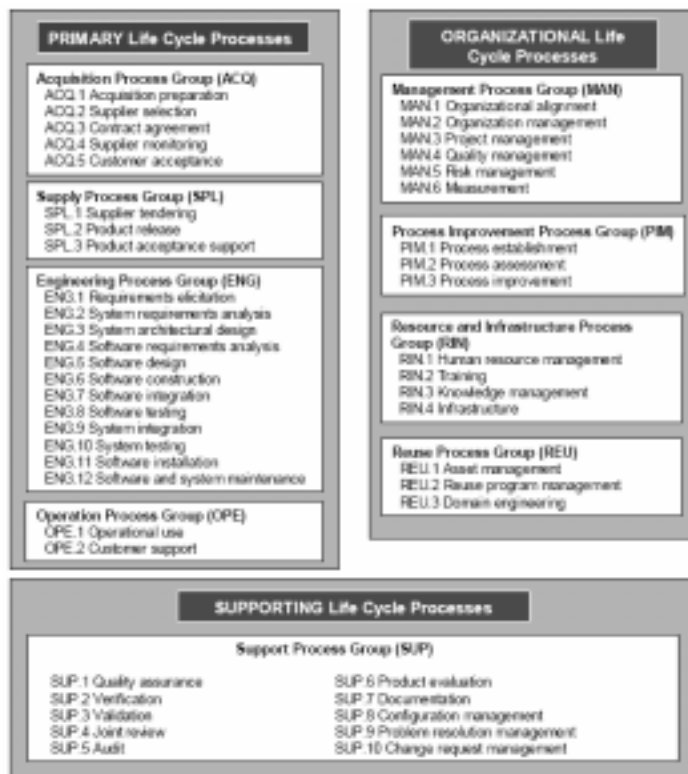 PRIMARY Life Cycle Processes
Acquisition Process Group (ACQ)
ACQ.1 Acquisition preparation
ACQ.2 Supplier selection
ACQ.3 Contract agreement
ACQ.4 Supplier monitoring
ACQ.5 Customer acceptance
Supply Process Group (SPL)
SPL.1 Supplier tendering
SPL.2 Product release
SPL.3 Product acceptance support
Engineering Process Group (ENG)
ENG.1 Requirements elicitation
ENG.2 System requirements analysis
ENG.3 System architectural design
ENG.4 Software requirements analysis
ENG.5 Software design
ENG.6 Software construction
ENG.7 Software integration
ENG.8 Software testing
ENG.9 System integration
ENG.10 System testing
ENG.11 Software installation
ENG.12 Software and system maintenance
Operation Process Group (OPE)
OPE.1 Operational use
OPE.2 Customer support
ORGANIZATIONAL Life
Cycle Processes
Management Process Group (MAN)
MAN.1 Organizational alignment
MAN.2 Organization management
MAN.3 Project management
MAN.4 Quality management
MAN.5 Risk management
MAN.6 Measurement
Process Improvement Process Group (PIM)
PIM.1 Process establishment
PIM.2 Process assessment
PIM.3 Process improvement
Resource and Infrastructure Process
Group (RIN)
RIN.1 Human resource management
RIN.2 Training
RIN.3 Knowledge management
RIN.4 Infrastructure
Reuse Process Group (REU)
REU.1 Asset management
REU.2 Reuse program management
REU.3 Domain engineering
SUPPORTING Life Cycle Processes
Support Process Group (SUP)
SUP.1 Quality assurance
SUP.2 Verification
SUP.3 Validation
SUP.4 Joint review
SUP.5 Audit
SUP.6 Product evaluation
SUP.7 Documentation
SUP.8 Configuration management
SUP.9 Problem resolution management
SUP.10 Change request management